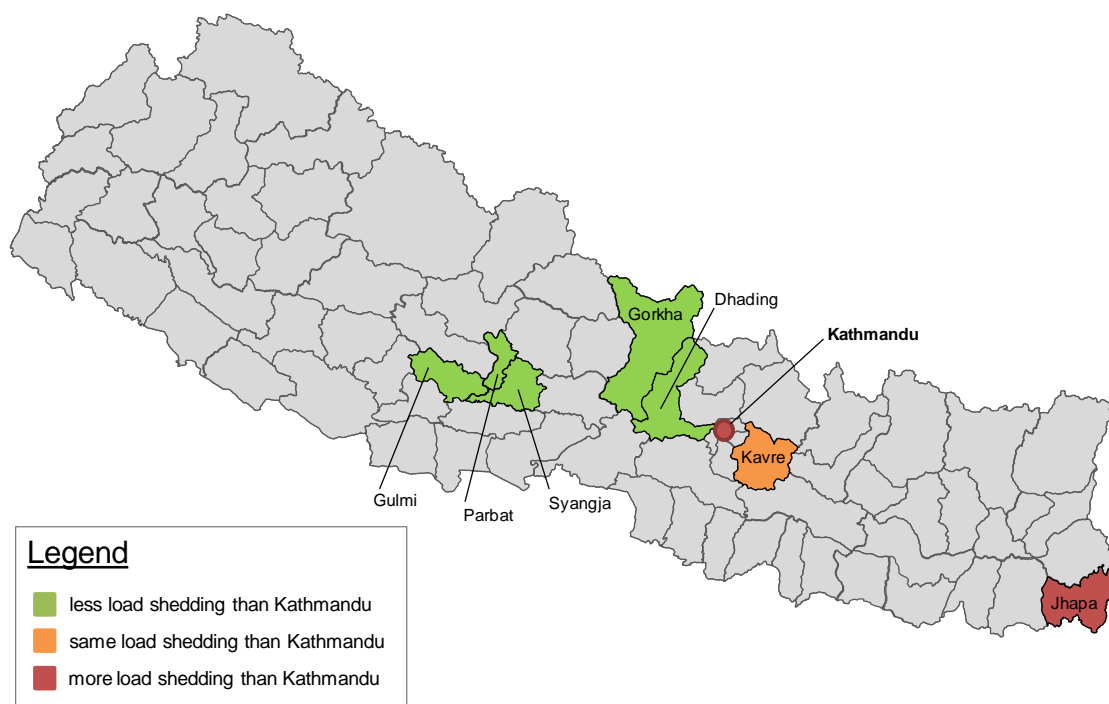 Gorkha
Dhading
Kathmandu
Kavre
Gulmi
Parbat
Syangja
Jhapa
Legend
less load shedding than Kathmandu
same load shedding than Kathmandu
more load shedding than Kathmandu